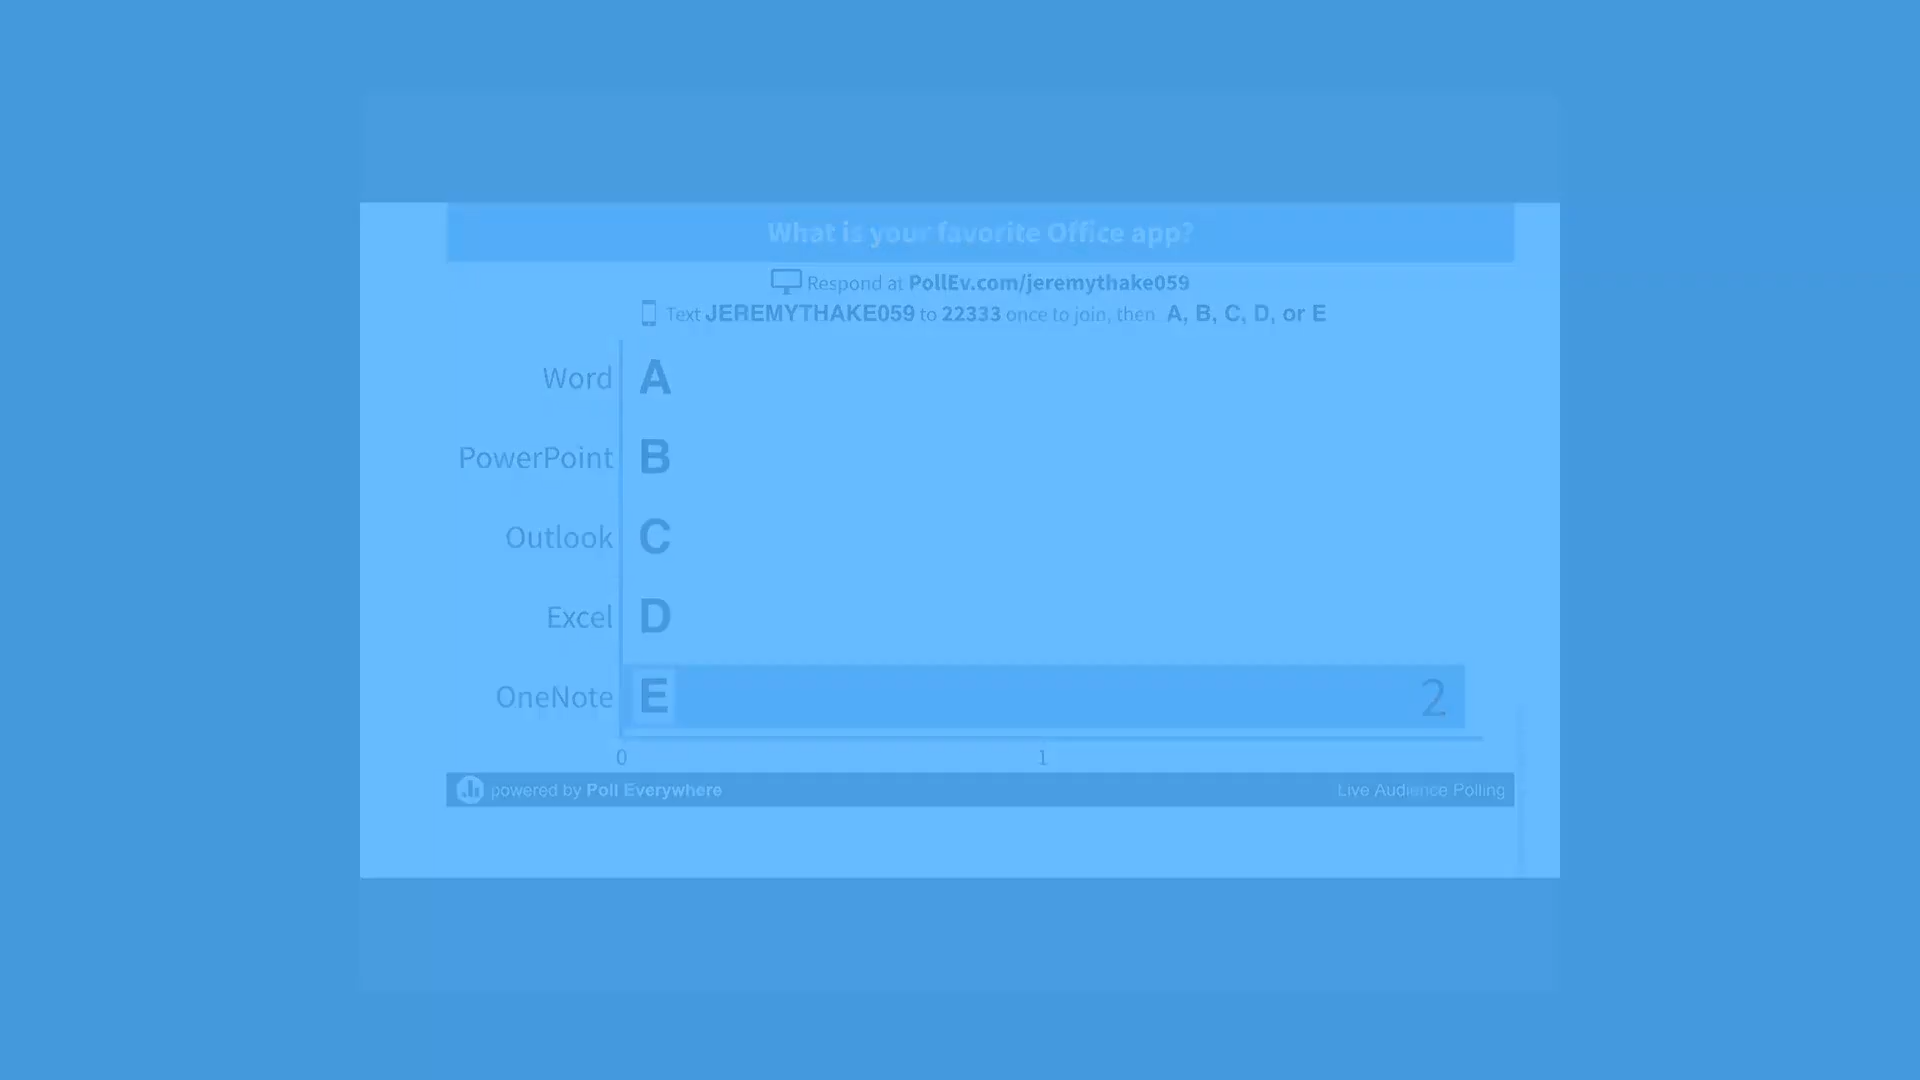 What is your favorite Office app?
Respond at PollEv.com/jeremythake059
Text JEREMYTHAKE059 to 22333 once to join, then A, B, C, D, or E
Word A
PowerPoint B
Outlook C
Excel D
OneNote E 2
0 1
powered by Poll Everywhere Live Audience Polling